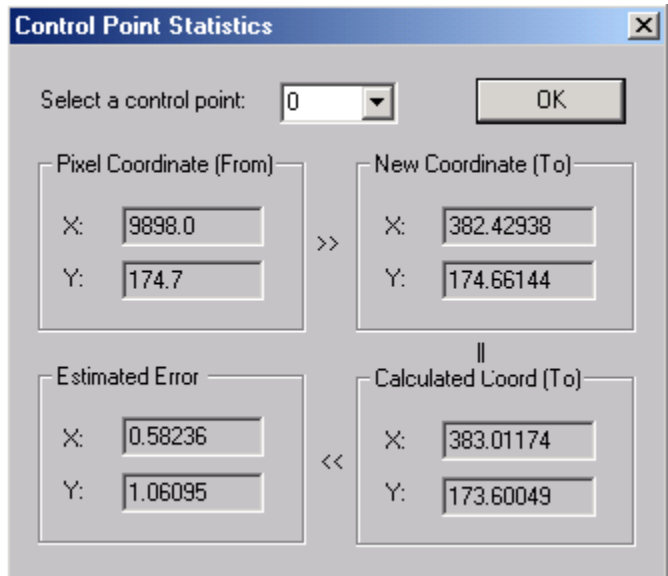 Control Point Statistics
Select a control point: 0 OK
Pixel Coordinate (From) New Coordinate (To)
X: 9898.0 >> X: 382.42938
Y: 174.7 Y: 174.66144
||
Estimated Error Calculated Coord (To)
X: 0.58236 << X: 383.01174
Y: 1.06095 Y: 173.60049